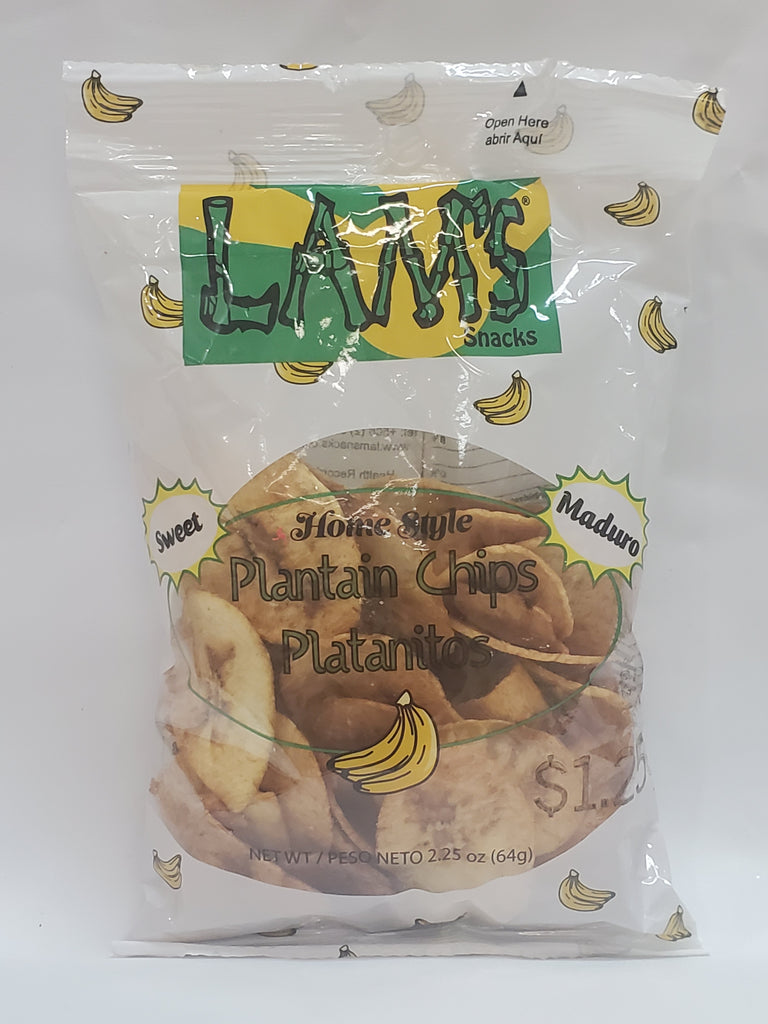 Open Here
abrir Aquí
LAM'S®
Snacks
Sweet
Maduro
Home Style
Plantain Chips
Platanitos
$1.25
NET WT / PESO NETO 2.25 oz (64g)